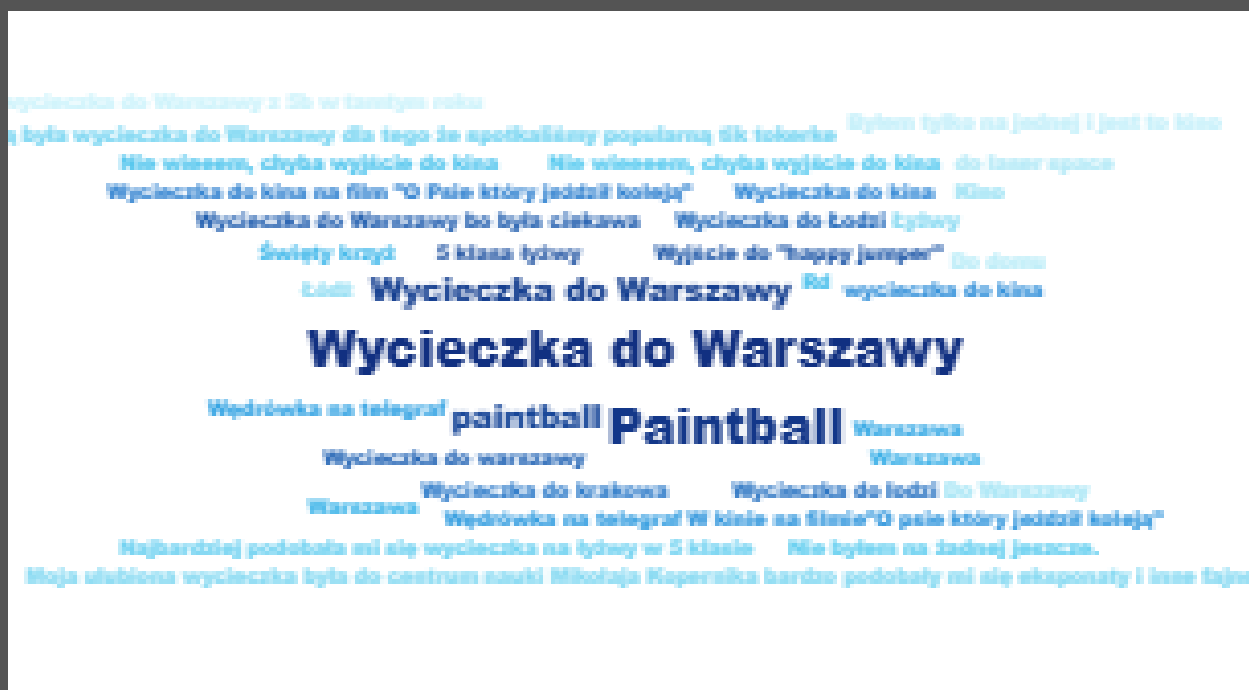 wycieczka do Warszawy z 5b w tamtym roku
Byłem tylko na jednej i jest to kino
ą była wycieczka do Warszawy dla tego że spotkaliśmy popularną tik tokerke
Nie wieeem, chyba wyjście do kina Nie wieeeem, chyba wyjście do kina do laser space
Wycieczka do kina na film "O Psie który jeździł koleją" Wycieczka do kina Kino
Wycieczka do Warszawy bo była ciekawa Wycieczka do Łodzi Łyżwy
Święty krzyż 5 klasa łyżwy Wyjście do "happy jumper" Do domu
Łódź Wycieczka do Warszawy Rd wycieczka do kina
Wycieczka do Warszawy
Wędrówka na telegraf paintball Paintball Warszawa
Wycieczka do warszawy Warszawa
Wycieczka do krakowa Wycieczka do łodzi Do Warszawy
Warszawa Wędrówka na telegraf W kinie na filmie"O psie który jeździł koleją"
Najbardziej podobała mi się wycieczka na łyżwy w 5 klasie Nie byłem na żadnej jeszcze.
Moja ulubiona wycieczka była do centrum nauki Mikołaja Kopernika bardzo podobały mi się eksponaty i inne fajne